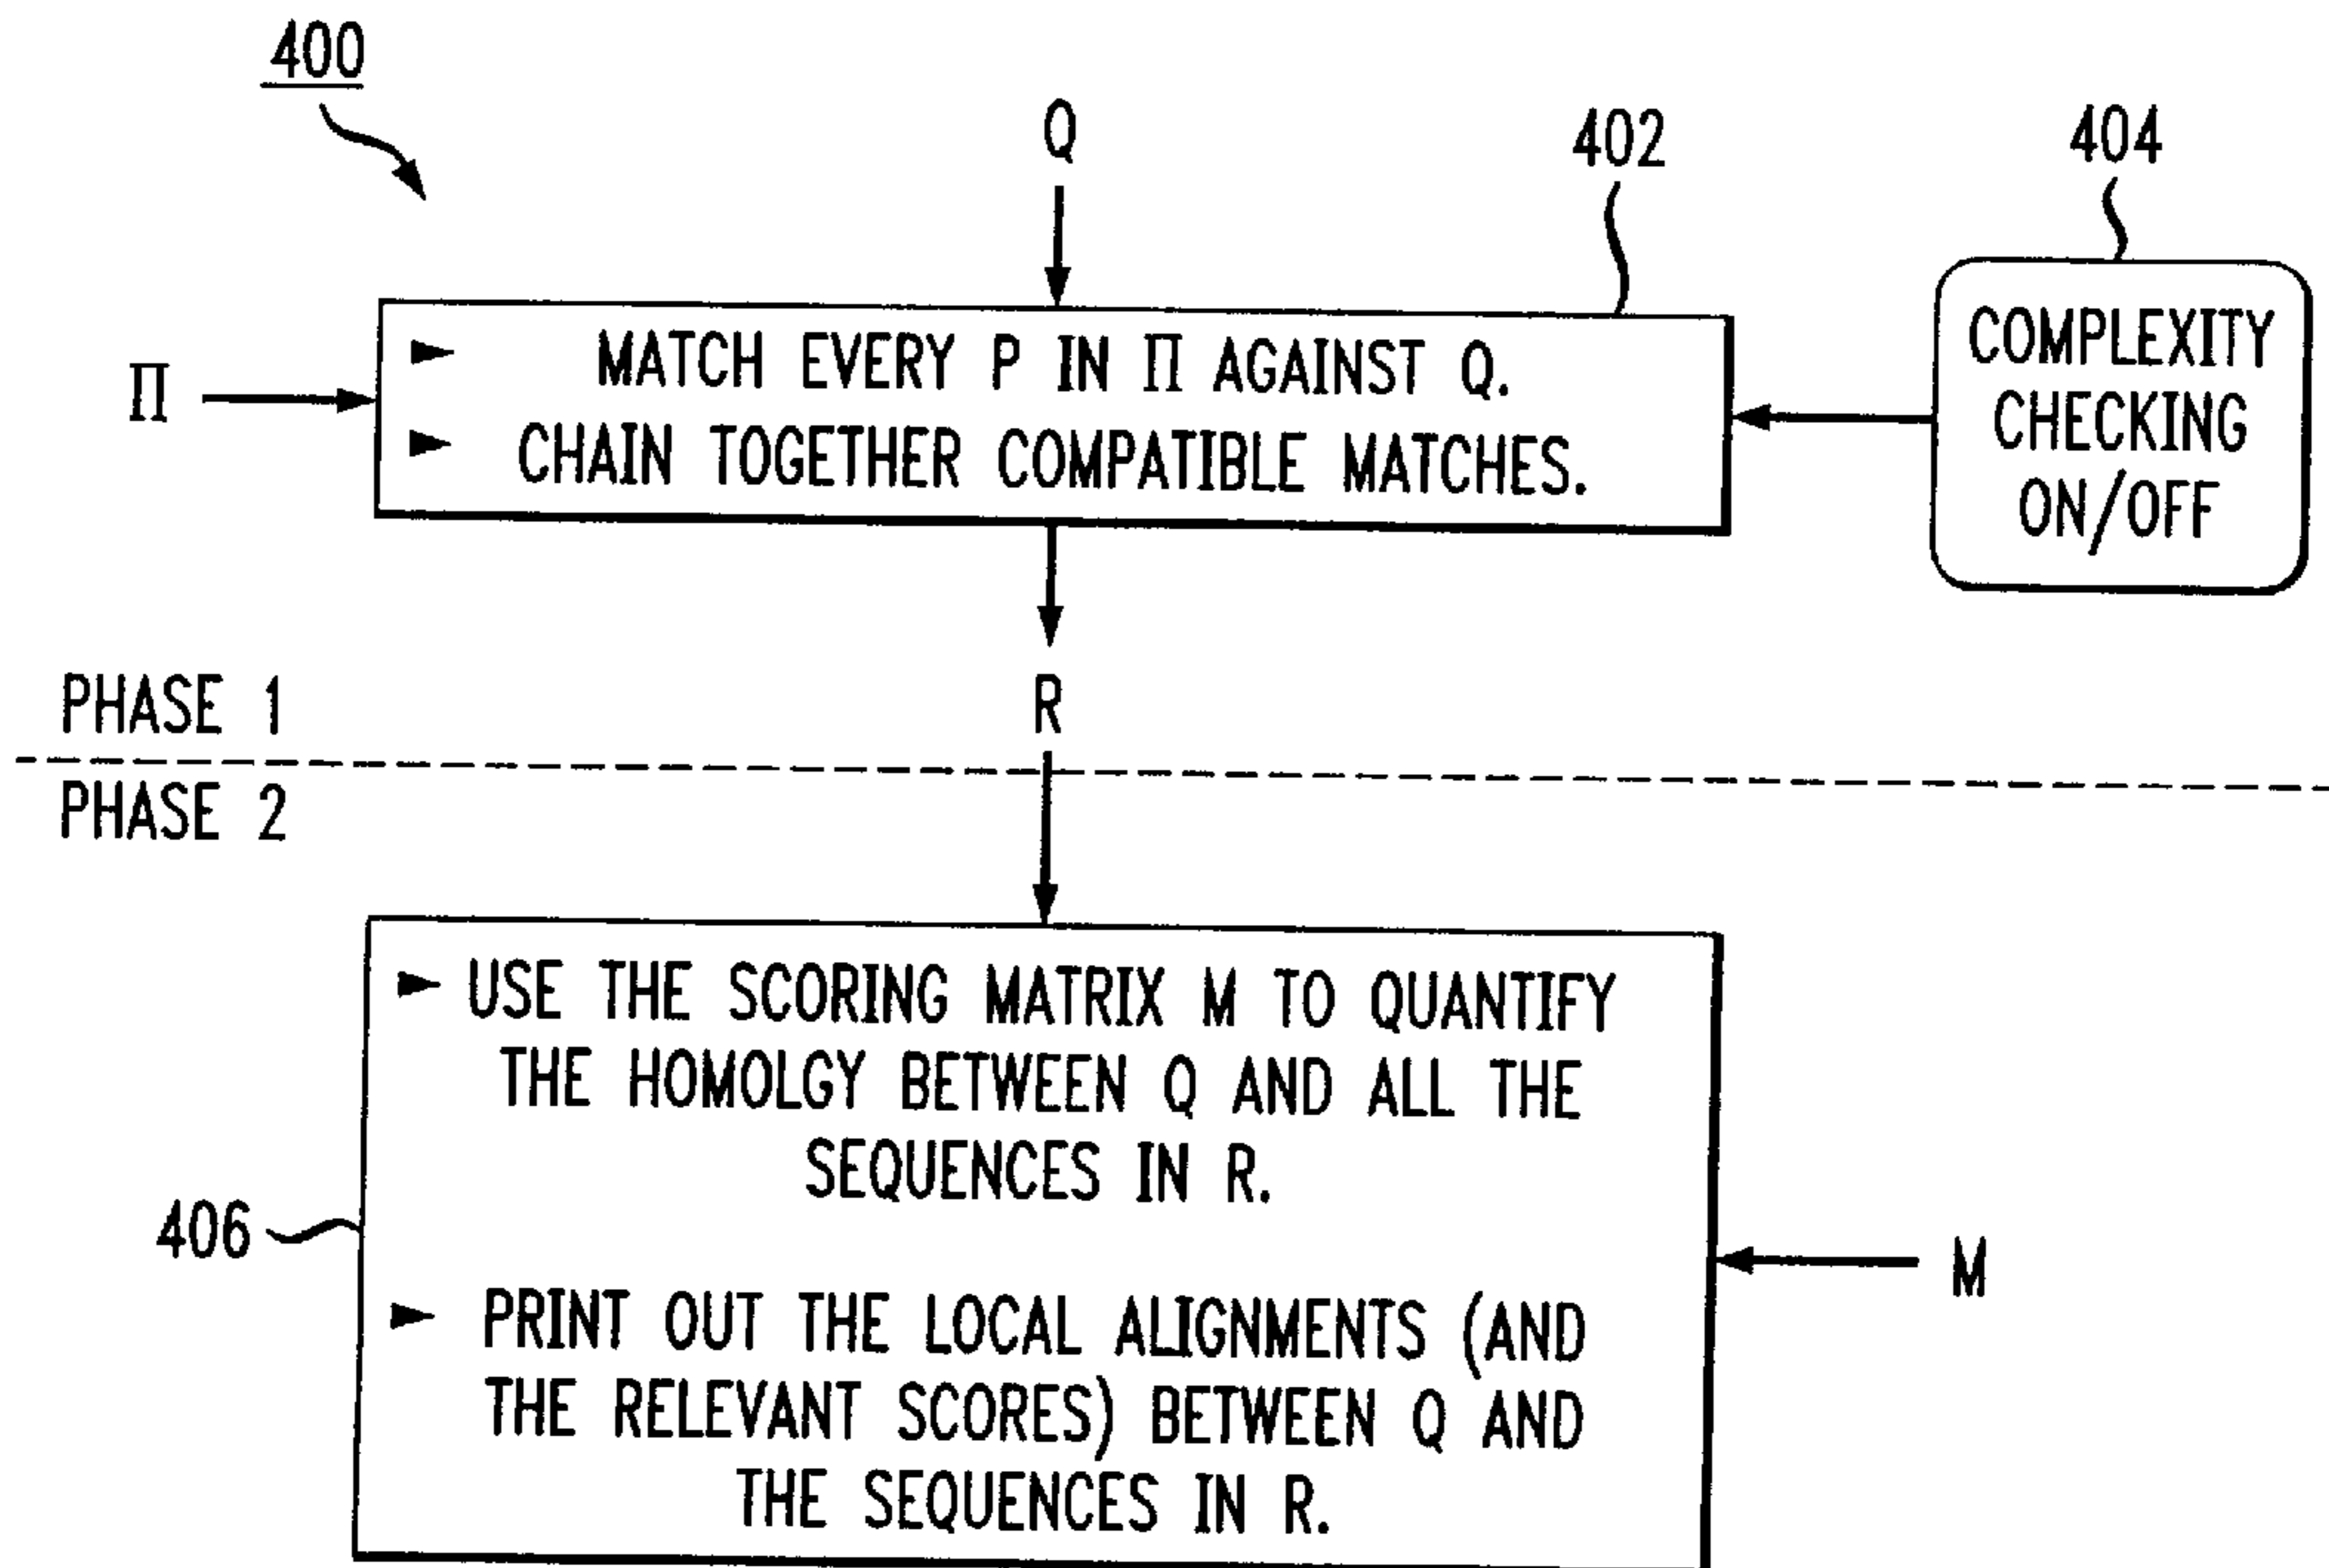 400
Q
402
404
Π
► MATCH EVERY P IN Π AGAINST Q.
► CHAIN TOGETHER COMPATIBLE MATCHES.
COMPLEXITY
CHECKING
ON/OFF
R
PHASE 1
PHASE 2
► USE THE SCORING MATRIX M TO QUANTIFY
THE HOMOLGY BETWEEN Q AND ALL THE
SEQUENCES IN R.
406
M
► PRINT OUT THE LOCAL ALIGNMENTS (AND
THE RELEVANT SCORES) BETWEEN Q AND
THE SEQUENCES IN R.